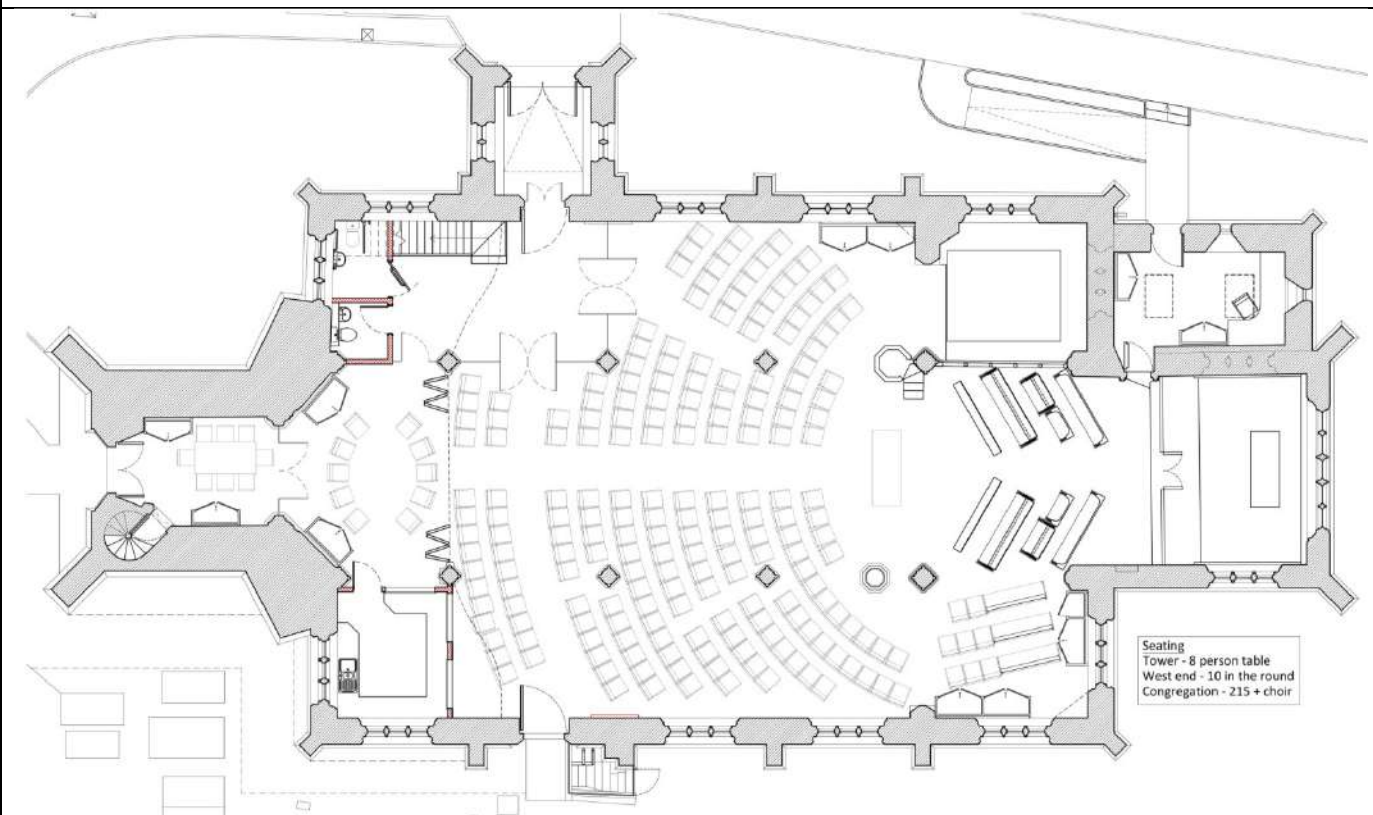 Seating
Tower - 8 person table
West end - 10 in the round
Congregation - 215 + choir